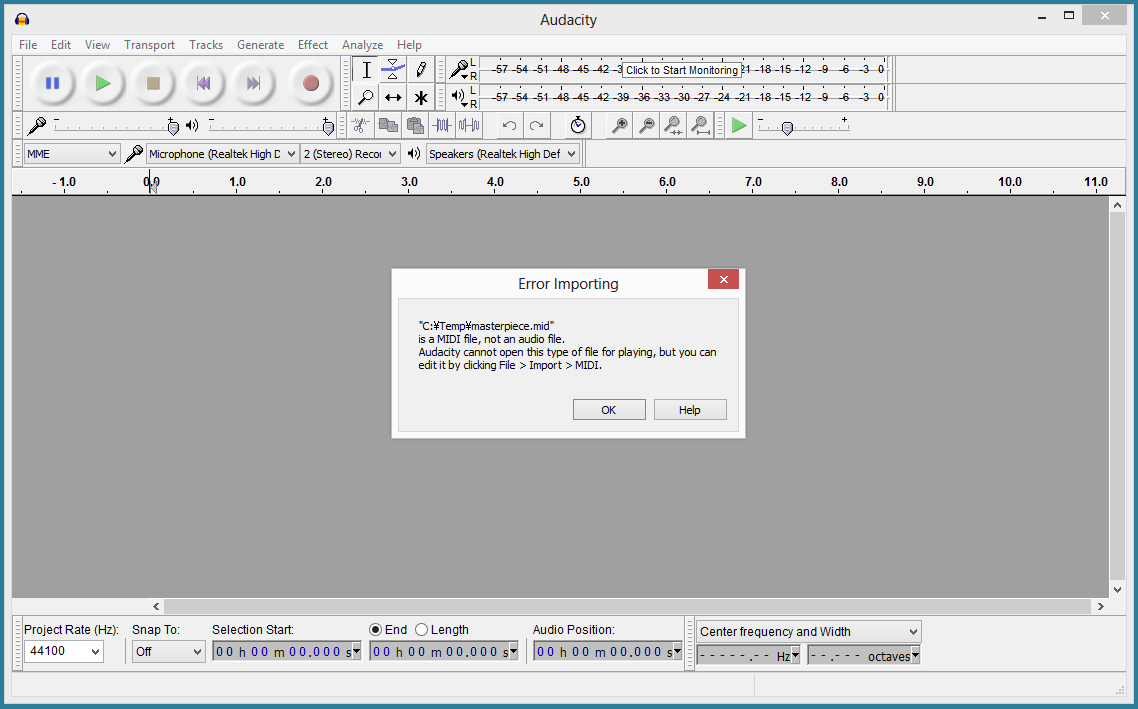 Audacity
File Edit View Transport Tracks Generate Effect Analyze Help
L
R
-57 -54 -51 -48 -45 -42 -3 Click to Start Monitoring -18 -15 -12 -9 -6 -3 0
L
R
-57 -54 -51 -48 -45 -42 -39 -36 -33 -30 -27 -24 -21 -18 -15 -12 -9 -6 -3 0
MME Microphone (Realtek High D 2 (Stereo) Recor Speakers (Realtek High Def
- 1.0 0.0 1.0 2.0 3.0 4.0 5.0 6.0 7.0 8.0 9.0 10.0 11.0
Error Importing
"C:¥Temp¥masterpiece.mid"
is a MIDI file, not an audio file.
Audacity cannot open this type of file for playing, but you can
edit it by clicking File > Import > MIDI.
OK Help
Project Rate (Hz): Snap To: Selection Start: End Length Audio Position: Center frequency and Width
44100 Off 00 h 00 m 00.000 s 00 h 00 m 00.000 s 00 h 00 m 00.000 s -----.-- Hz --.--- octaves